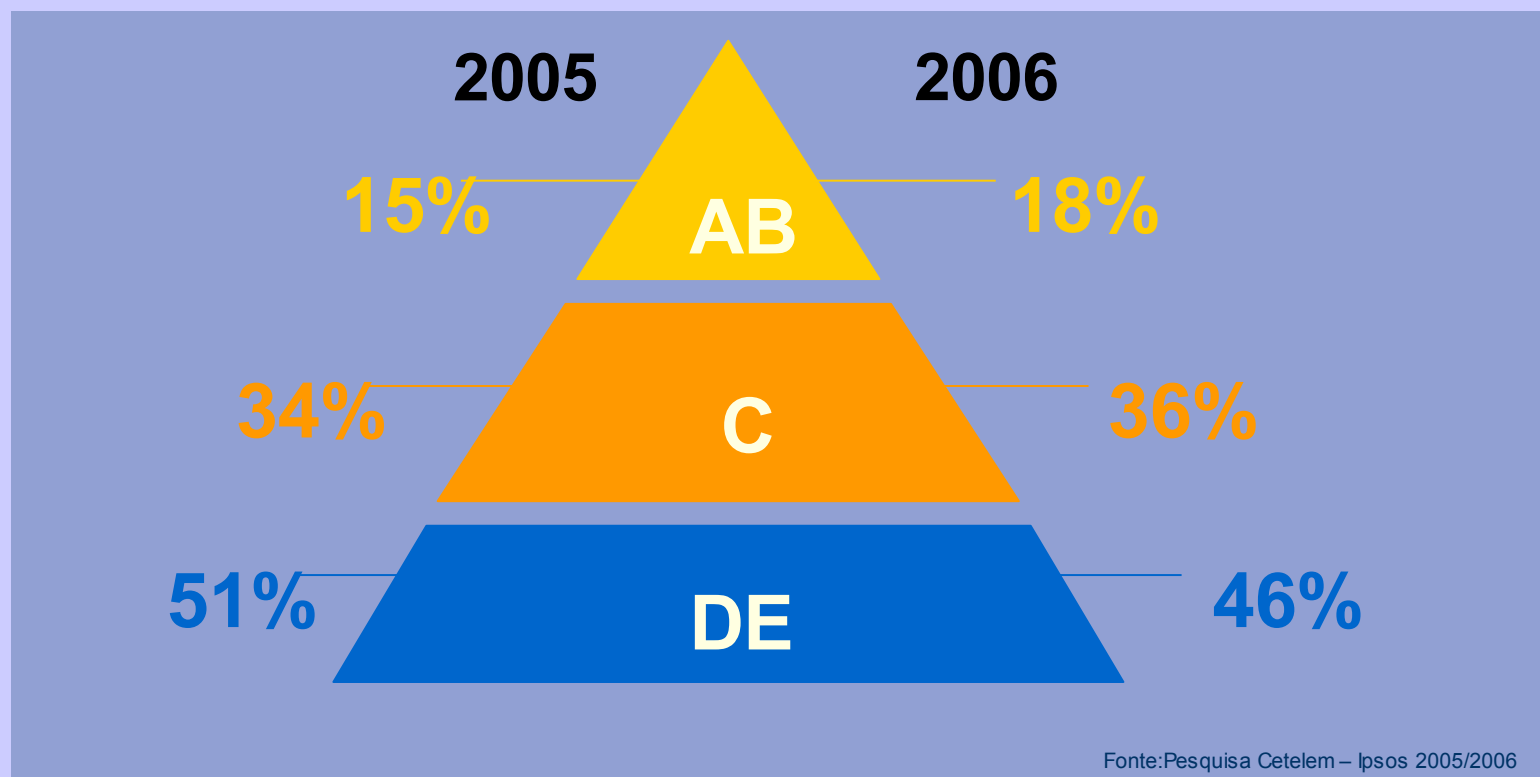 2005 2006
15% AB 18%
34% C 36%
51% DE 46%
Fonte:Pesquisa Cetelem – Ipsos 2005/2006